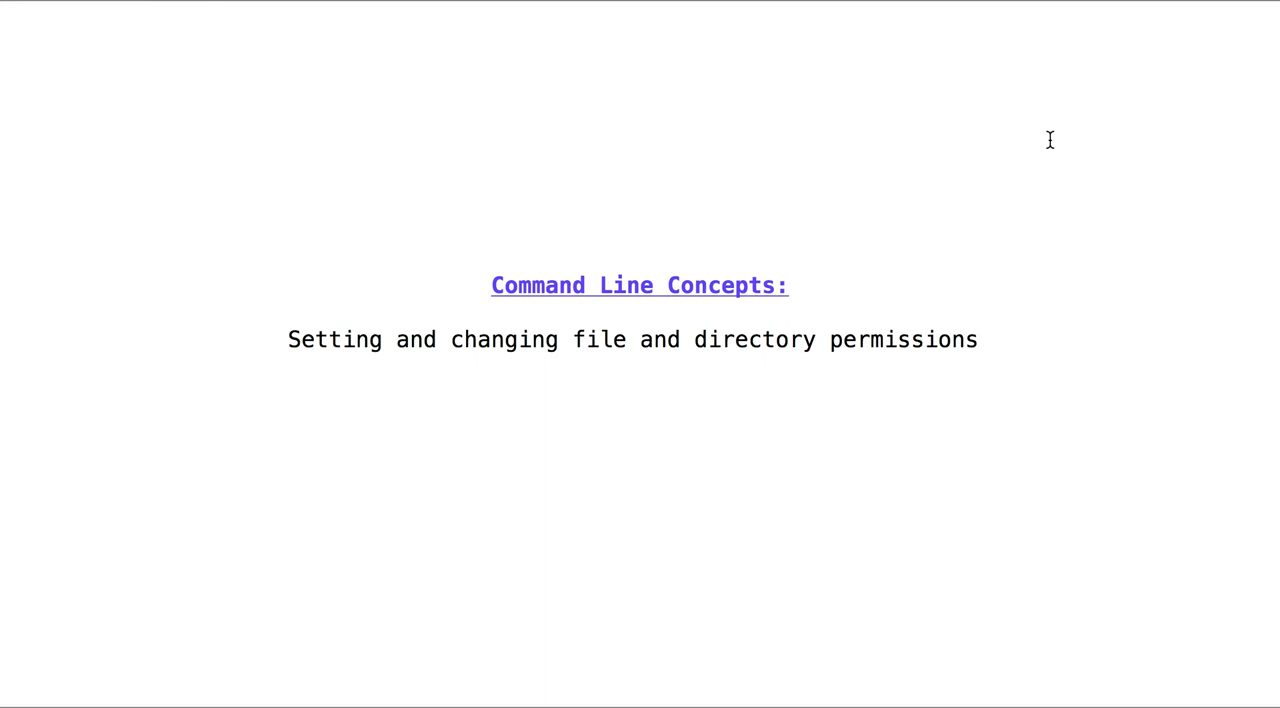 Command Line Concepts:
Setting and changing file and directory permissions